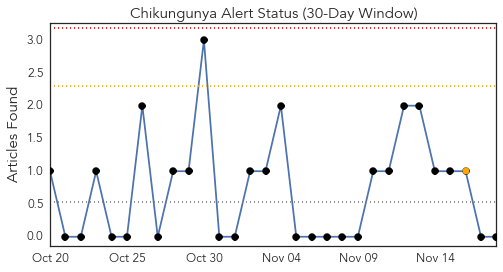 Chikungunya Alert Status (30-Day Window)
Articles Found
3.0
2.5
2.0
1.5
1.0
0.5
0.0
Oct 20 Oct 25 Oct 30 Nov 04 Nov 09 Nov 14